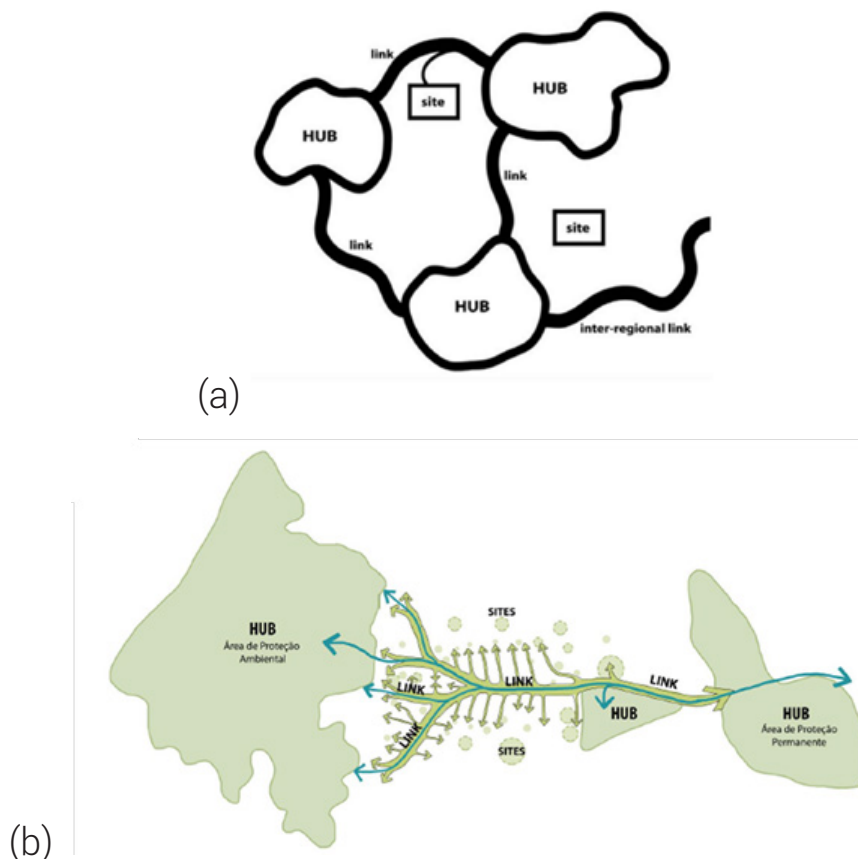 link
HUB
site
HUB
link
site
link
HUB
inter-regional link
(a)
SITES
HUB
Área de Proteção
Ambiental
LINK
LINK
LINK
LINK
HUB
HUB
Área de Proteção
Permanente
SITES
(b)